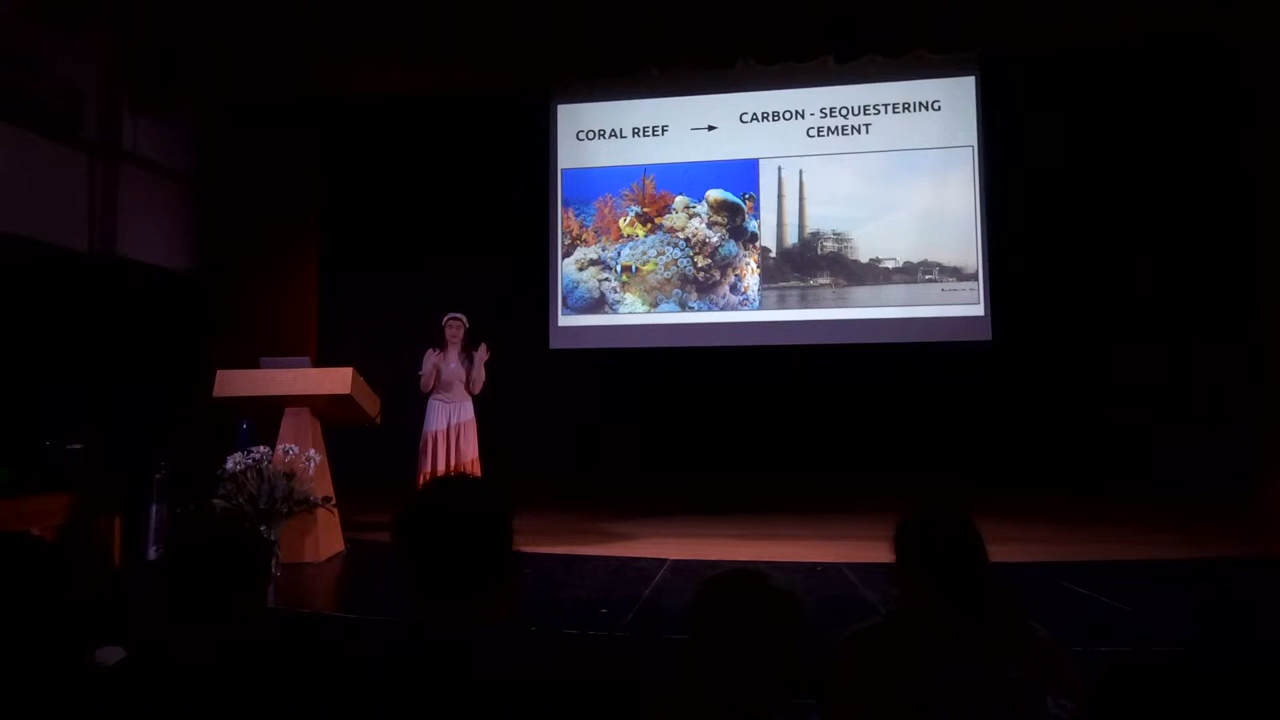 CORAL REEF → CARBON - SEQUESTERING
CEMENT